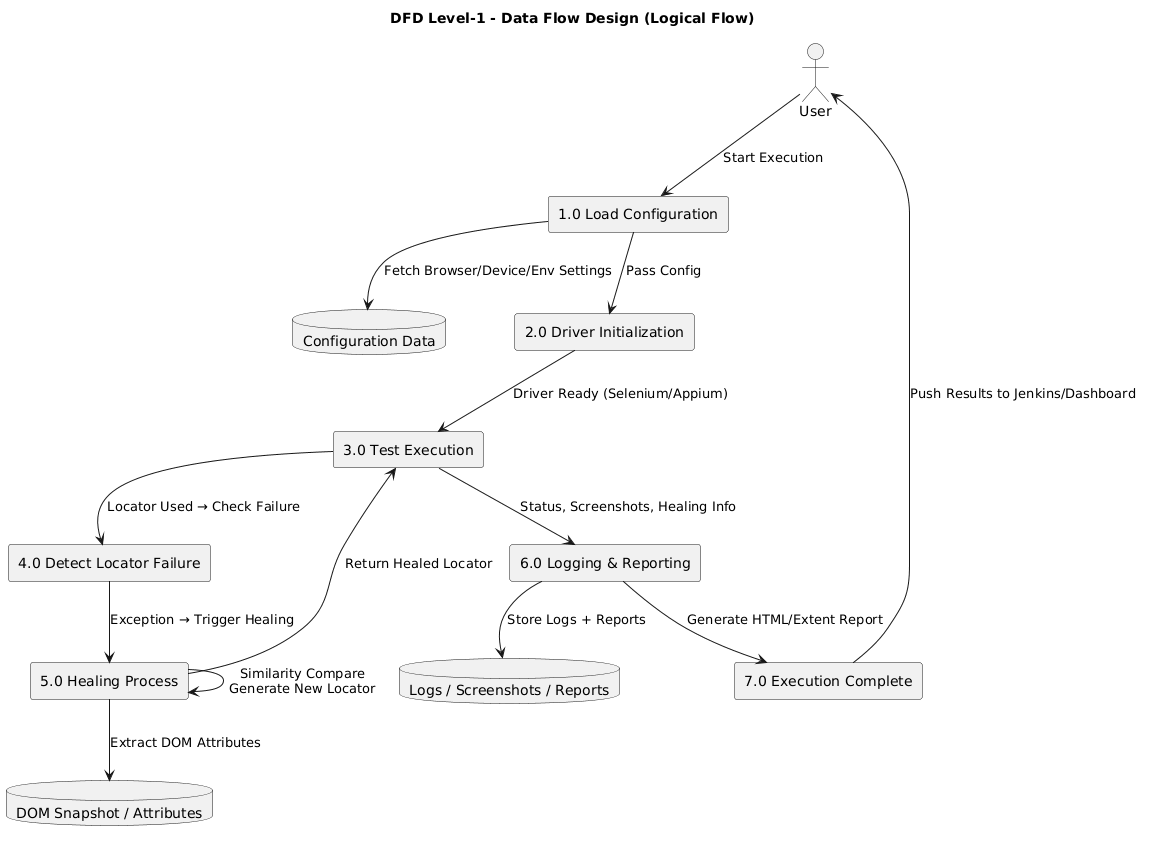 DFD Level-1 - Data Flow Design (Logical Flow)
User
Start Execution
1.0 Load Configuration
Fetch Browser/Device/Env Settings
Pass Config
Configuration Data
2.0 Driver Initialization
Driver Ready (Selenium/Appium)
Push Results to Jenkins/Dashboard
3.0 Test Execution
Locator Used → Check Failure
Status, Screenshots, Healing Info
4.0 Detect Locator Failure
Return Healed Locator
6.0 Logging & Reporting
Exception → Trigger Healing
Store Logs + Reports
Generate HTML/Extent Report
5.0 Healing Process
Similarity Compare
Generate New Locator
Logs / Screenshots / Reports
7.0 Execution Complete
Extract DOM Attributes
DOM Snapshot / Attributes